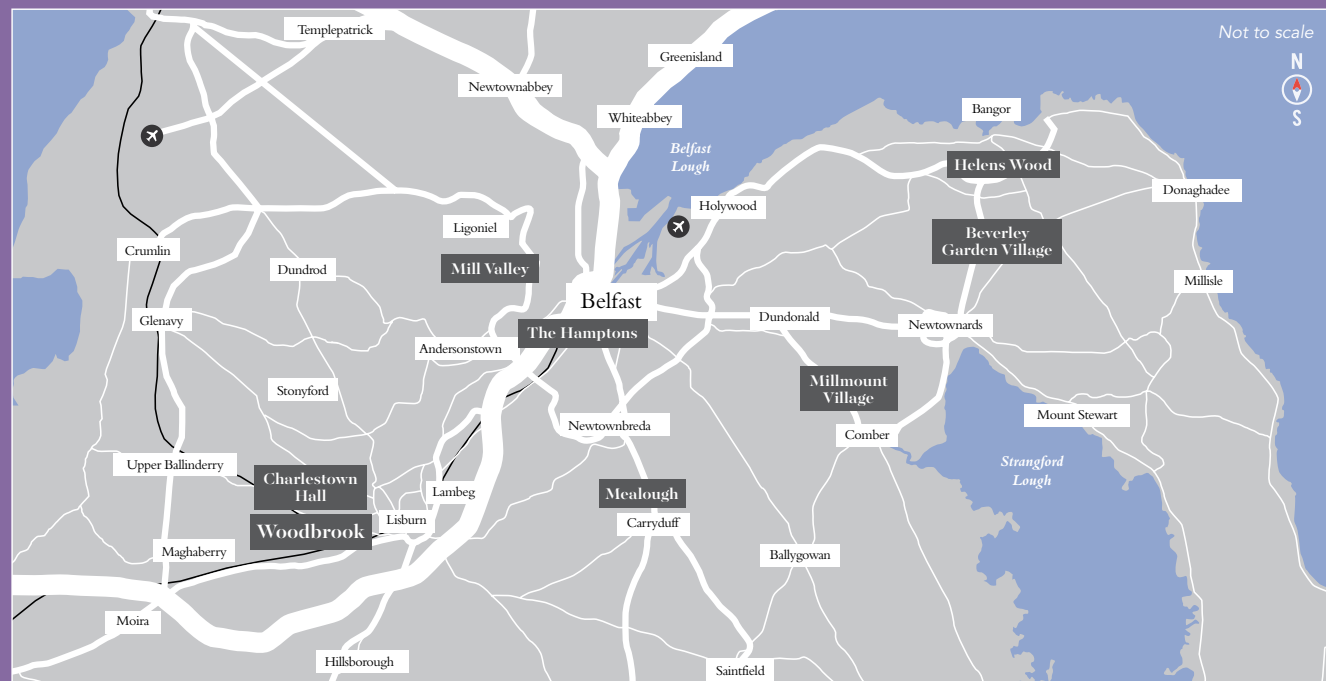 Not to scale
N
S
Templepatrick
Greenisland
Newtownabbey
Whiteabbey
Bangor
Belfast
Lough
Helens Wood
Donaghadee
Holywood
Ligoniel
Beverley
Garden Village
Crumlin
Dundrod
Mill Valley
Millisle
Belfast
Glenavy
Dundonald
Newtownards
The Hamptons
Andersonstown
Stonyford
Millmount
Village
Mount Stewart
Newtownbreda
Comber
Upper Ballinderry
Strangford
Lough
Charlestown
Hall
Lambeg
Mealough
Lisburn
Carryduff
Woodbrook
Maghaberry
Ballygowan
Moira
Hillsborough
Saintfield